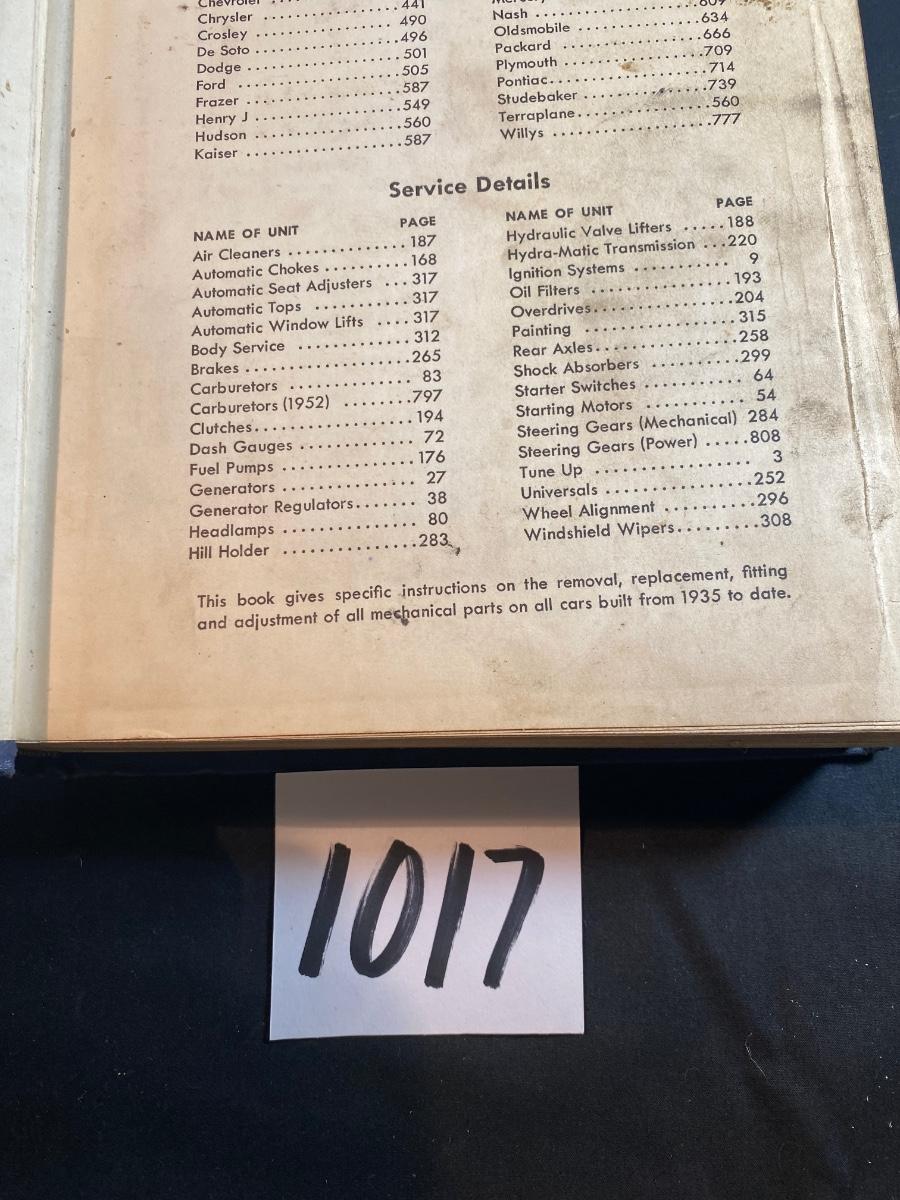 Chevrolet
Chrysler ........ 441
Crosley ........ 490
De Soto ........ 496
Dodge ........ 501
Ford ........ 505
Frazer ........ 587
Henry J ........ 549
Hudson ........ 560
Kaiser ........ 587
Mercury
Nash ........ 609
Oldsmobile ........ 634
Packard ........ 666
Plymouth ........ 709
Pontiac ........ 714
Studebaker ........ 739
Terraplane ........ 560
Willys ........ 777
Service Details
NAME OF UNIT PAGE
Air Cleaners ........ 187
Automatic Chokes ........ 168
Automatic Seat Adjusters ... 317
Automatic Tops ........ 317
Automatic Window Lifts .... 317
Body Service ........ 312
Brakes ........ 265
Carburetors ........ 83
Carburetors (1952) ........ 797
Clutches ........ 194
Dash Gauges ........ 72
Fuel Pumps ........ 176
Generators ........ 27
Generator Regulators ....... 38
Headlamps ........ 80
Hill Holder ........ 283
NAME OF UNIT PAGE
Hydraulic Valve Lifters ..... 188
Hydra-Matic Transmission ... 220
Ignition Systems ........ 9
Oil Filters ........ 193
Overdrives ........ 204
Painting ........ 315
Rear Axles ........ 258
Shock Absorbers ........ 299
Starter Switches ........ 64
Starting Motors ........ 54
Steering Gears (Mechanical) 284
Steering Gears (Power) ..... 808
Tune Up ........ 3
Universals ........ 252
Wheel Alignment ........ 296
Windshield Wipers ........ 308
This book gives specific instructions on the removal, replacement, fitting
and adjustment of all mechanical parts on all cars built from 1935 to date.
1017